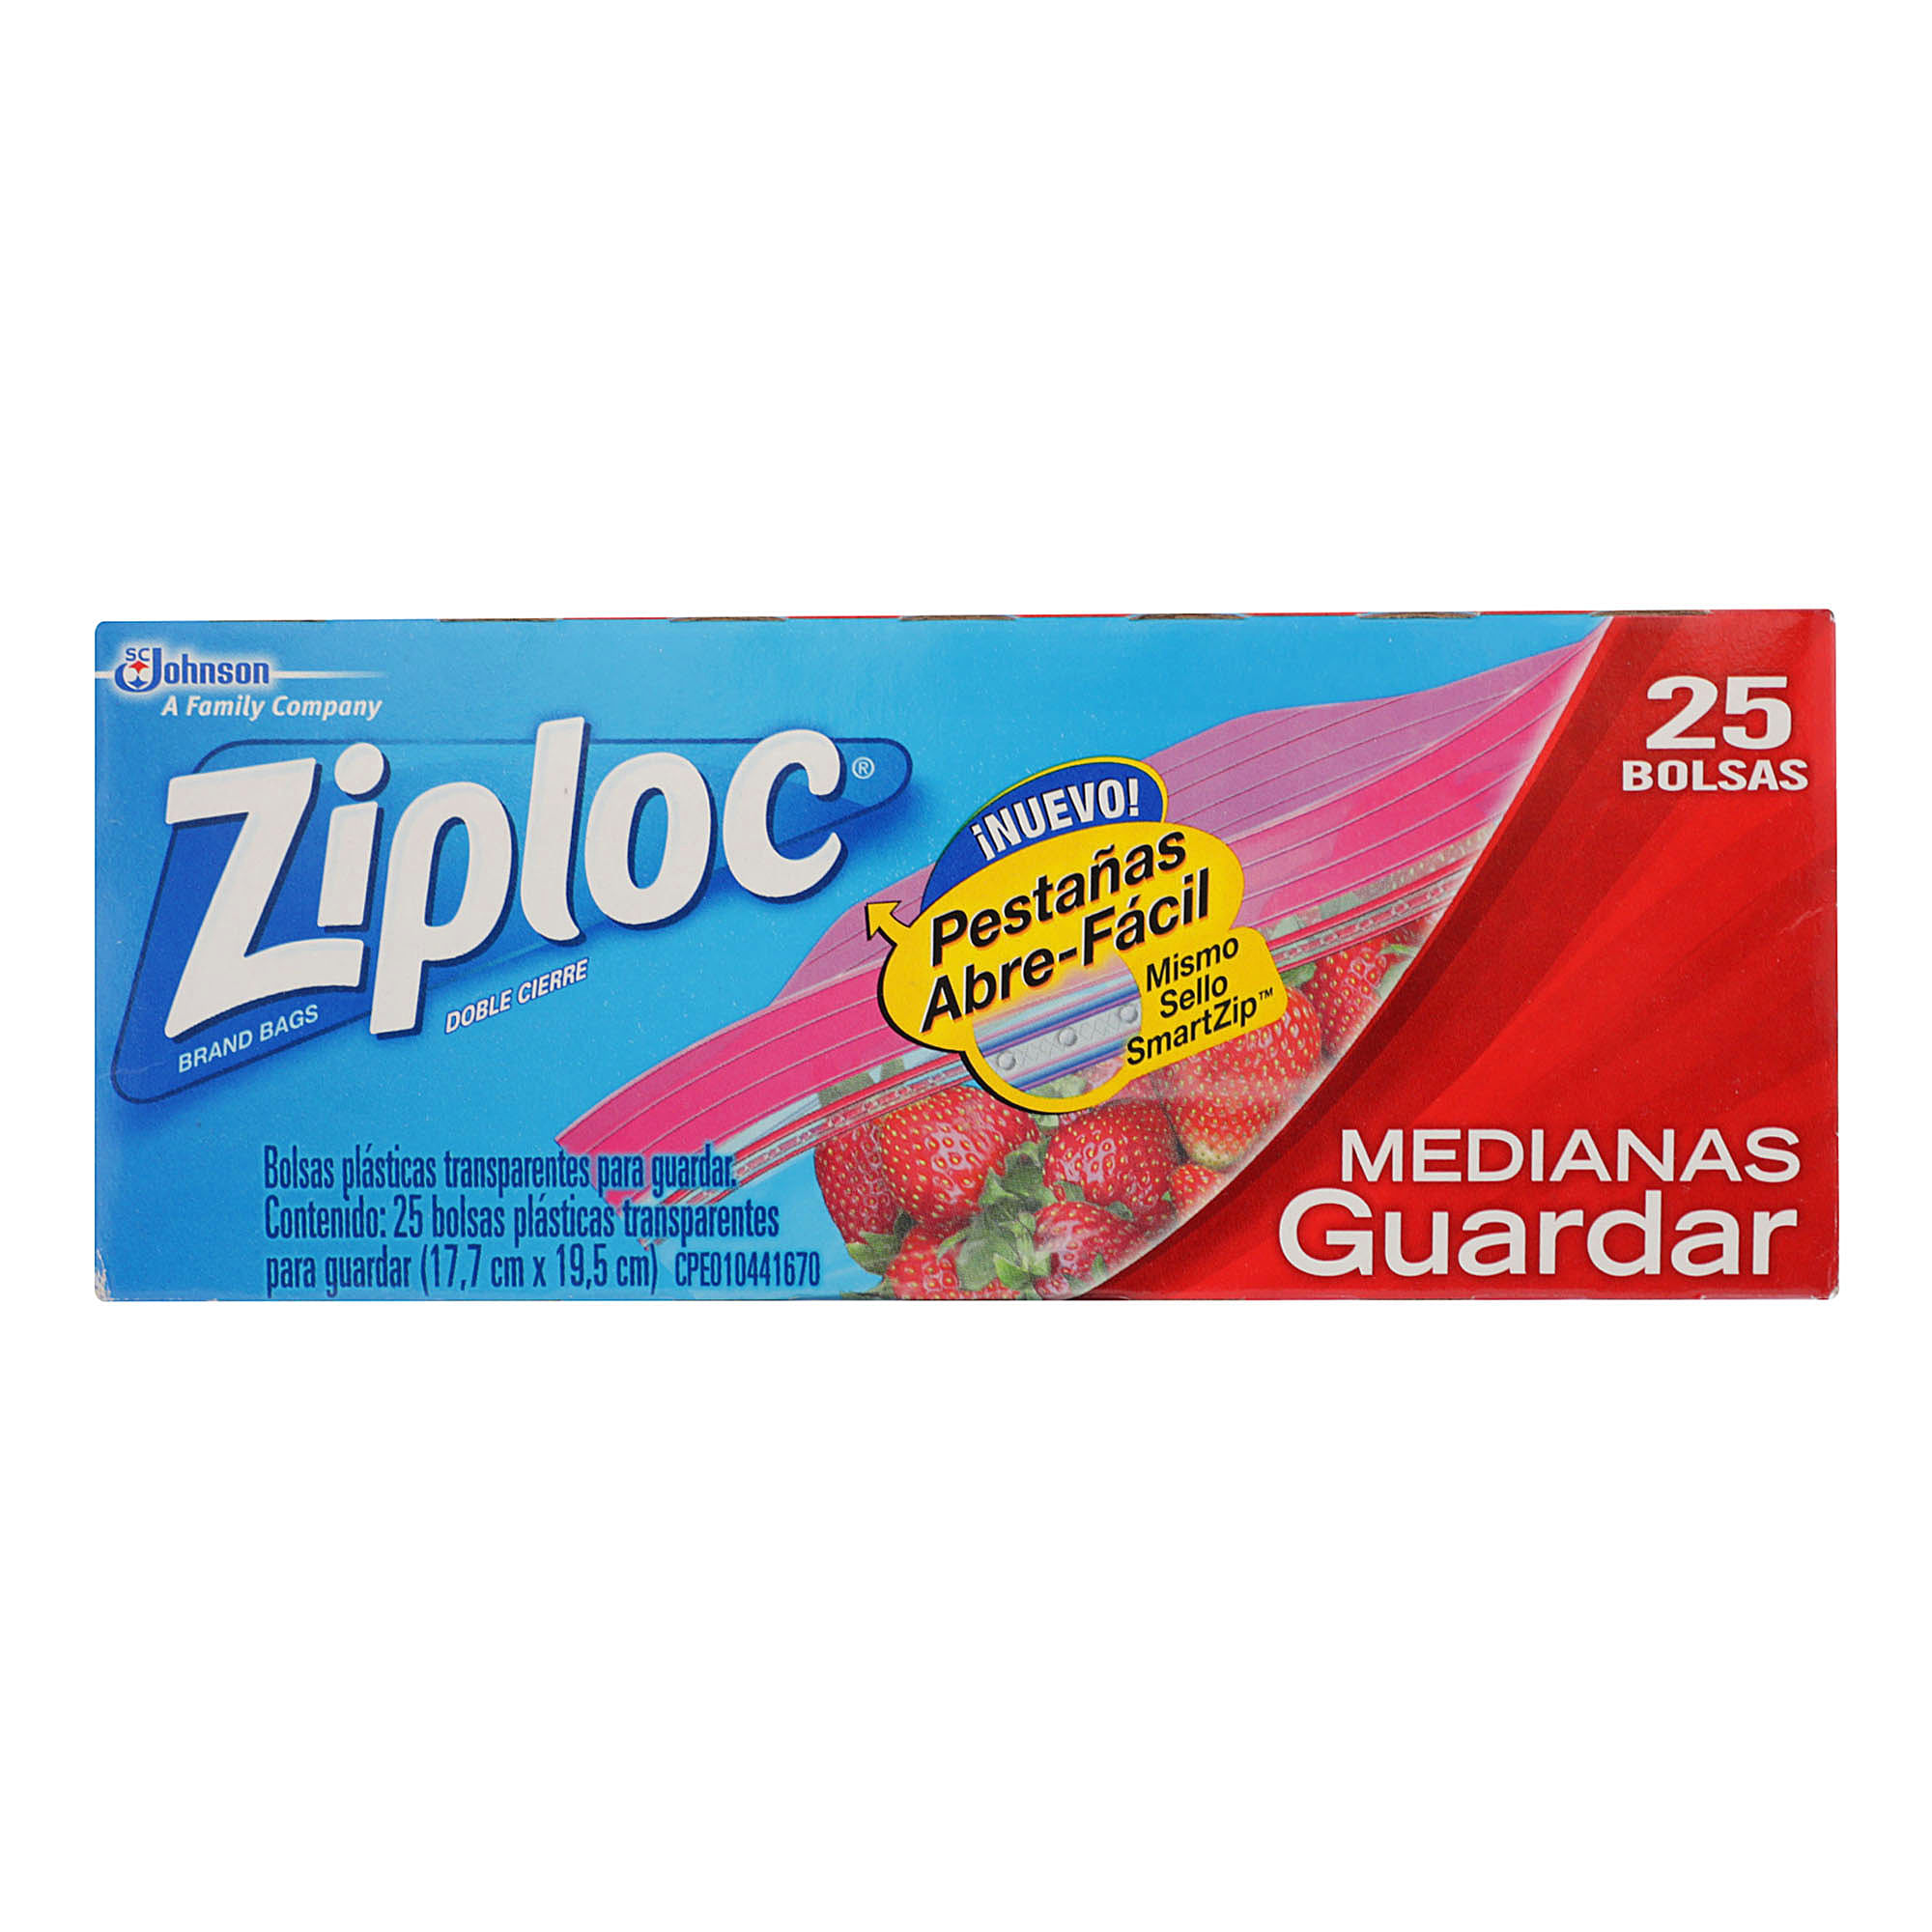 SC Johnson
A Family Company
Ziploc®
BRAND BAGS
DOBLE CIERRE
¡NUEVO!
Pestañas
Abre-Fácil
Mismo
Sello
SmartZip™
25
BOLSAS
Bolsas plásticas transparentes para guardar.
Contenido: 25 bolsas plásticas transparentes
para guardar (17,7 cm x 19,5 cm) CPE010441670
MEDIANAS
Guardar